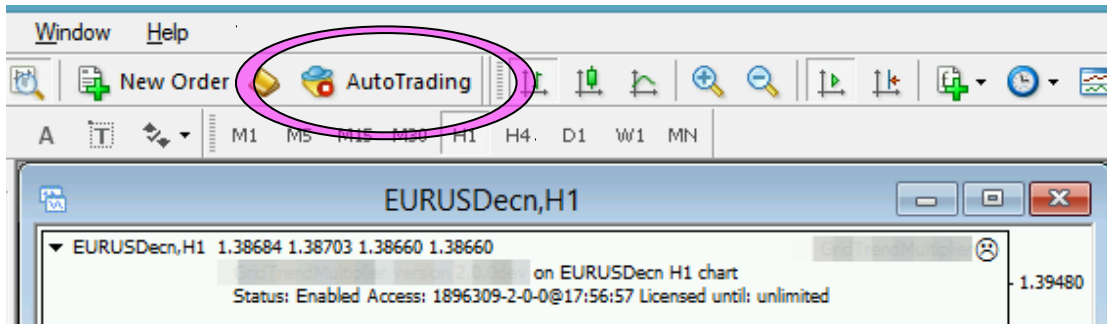 Window Help
New Order AutoTrading
A T M1 M5 M15 M30 H1 H4 D1 W1 MN
EURUSDecn,H1
EURUSDecn,H1 1.38684 1.38703 1.38660 1.38660
on EURUSDecn H1 chart
1.39480
Status: Enabled Access: 1896309-2-0-0@17:56:57 Licensed until: unlimited